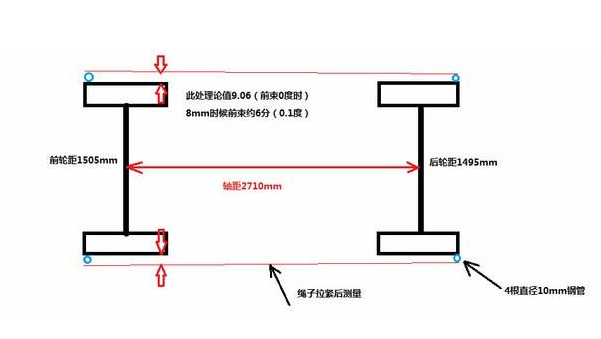 此处理论值9.06（前束0度时）
8mm时候前束约6分（0.1度）
前轮距1505mm
后轮距1495mm
轴距2710mm
绳子拉紧后测量
4根直径10mm钢管